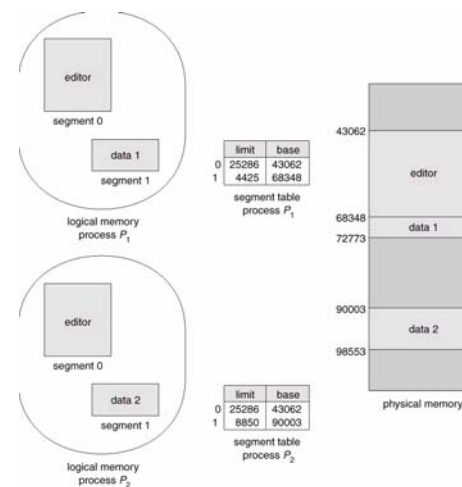 editor
segment 0
data 1
segment 1
logical memory
process P1
limit base
0 25286 43062
1 4425 68348
segment table
process P1
editor
segment 0
data 2
segment 1
logical memory
process P2
limit base
0 25286 43062
1 8850 90003
segment table
process P2
43062
editor
68348
data 1
72773
90003
data 2
98553
physical memory